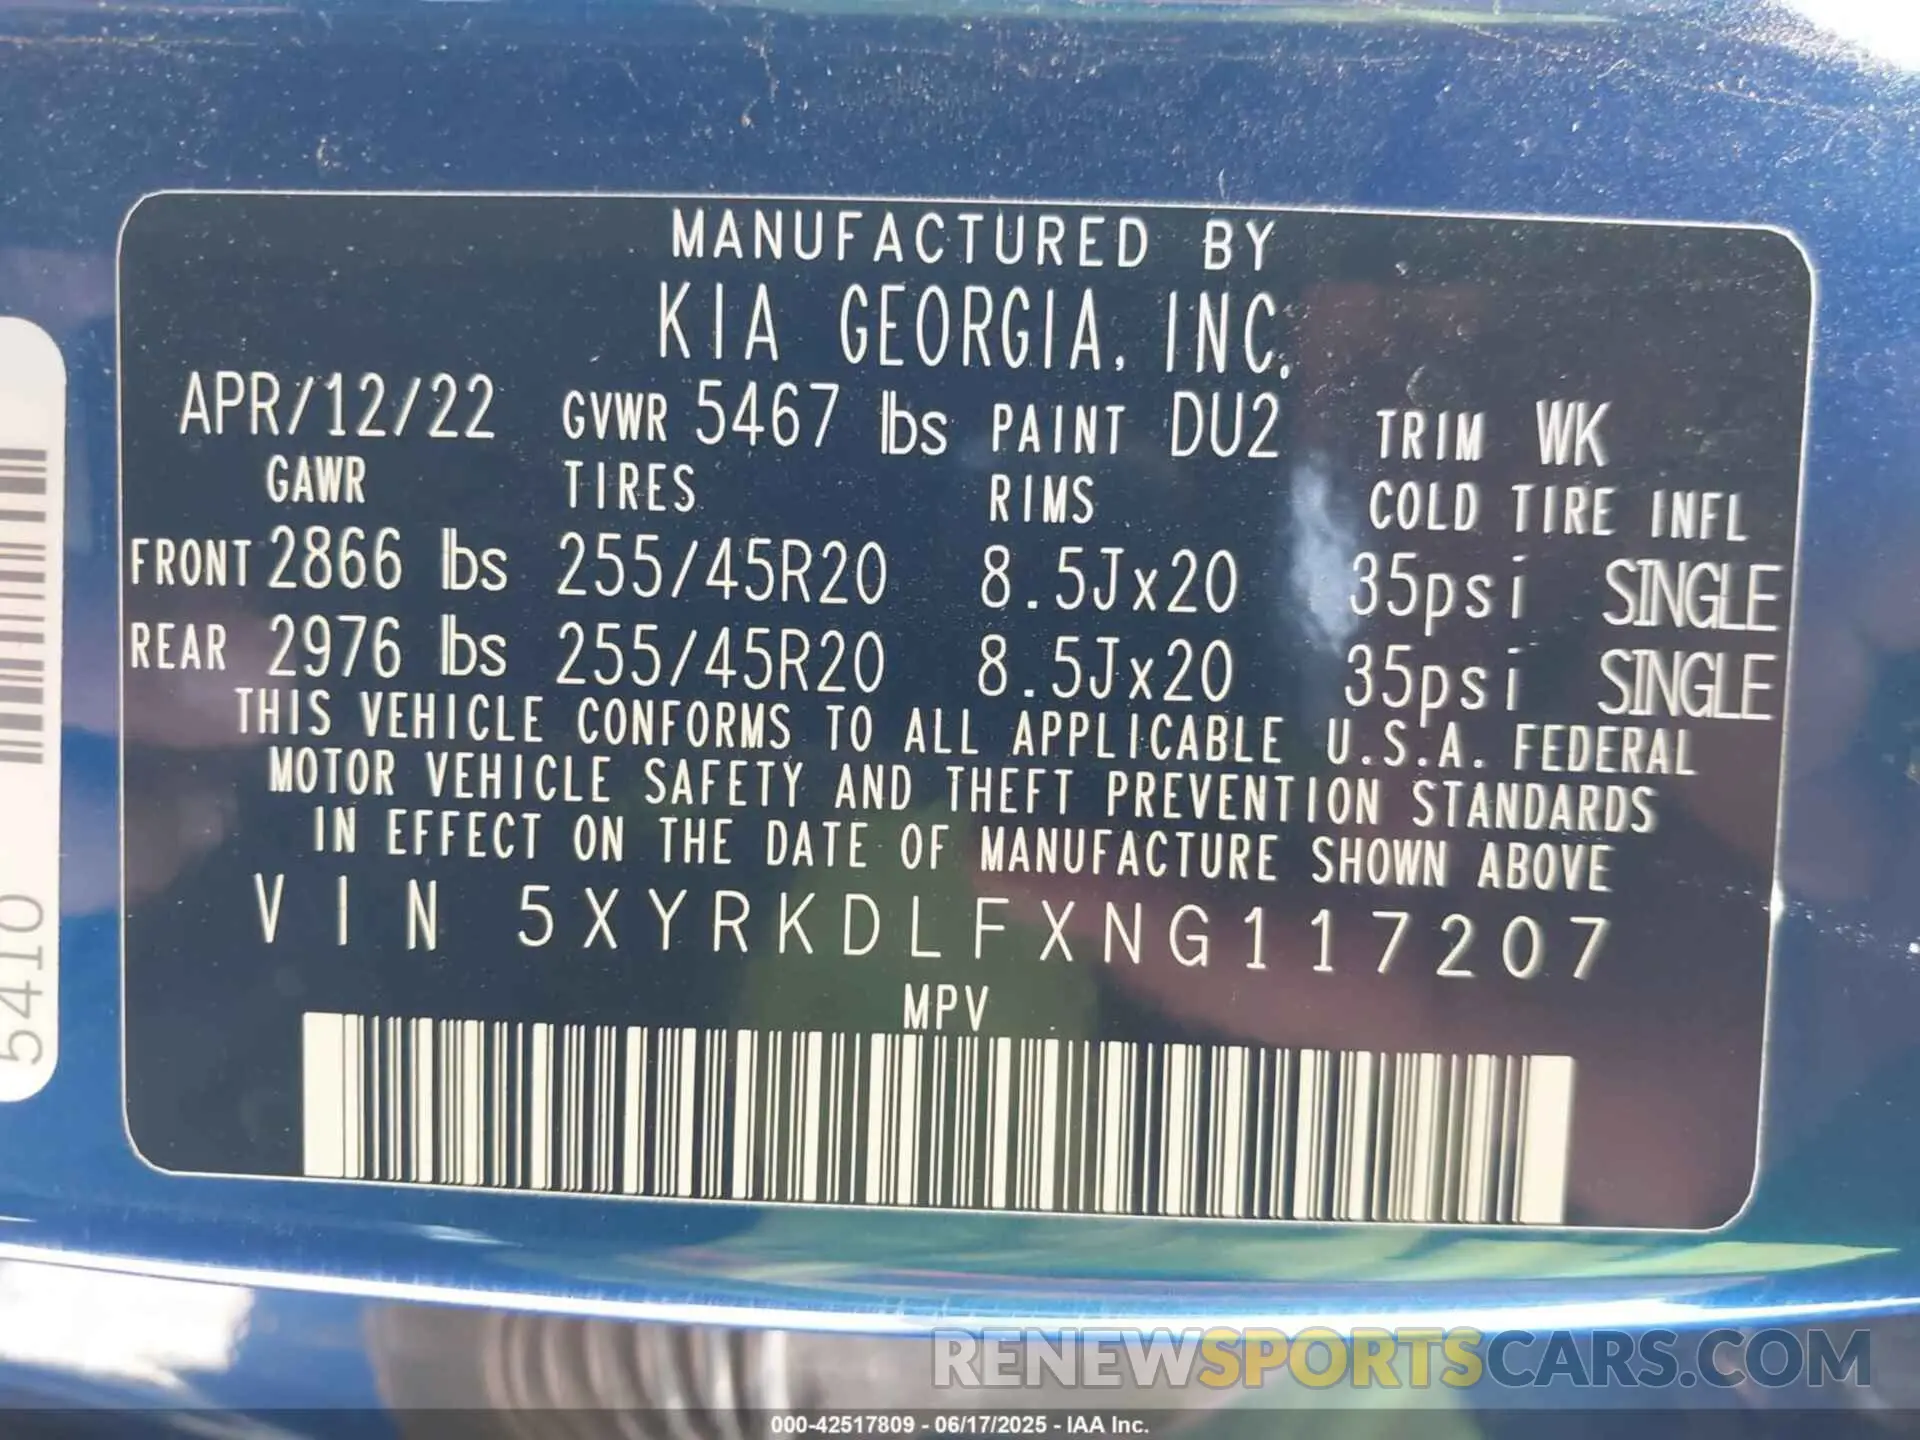 MANUFACTURED BY
KIA GEORGIA, INC.
APR/12/22 GVWR 5467 lbs PAINT DU2 TRIM WK
GAWR TIRES RIMS COLD TIRE INFL
FRONT 2866 lbs 255/45R20 8.5Jx20 35psi SINGLE
REAR 2976 lbs 255/45R20 8.5Jx20 35psi SINGLE
THIS VEHICLE CONFORMS TO ALL APPLICABLE U.S.A. FEDERAL
MOTOR VEHICLE SAFETY AND THEFT PREVENTION STANDARDS
IN EFFECT ON THE DATE OF MANUFACTURE SHOWN ABOVE
VIN 5XYRKDLFXNG117207
MPV
5410
RENEWSPORTSCARS.COM
000-42517809 - 06/17/2025 - IAA Inc.